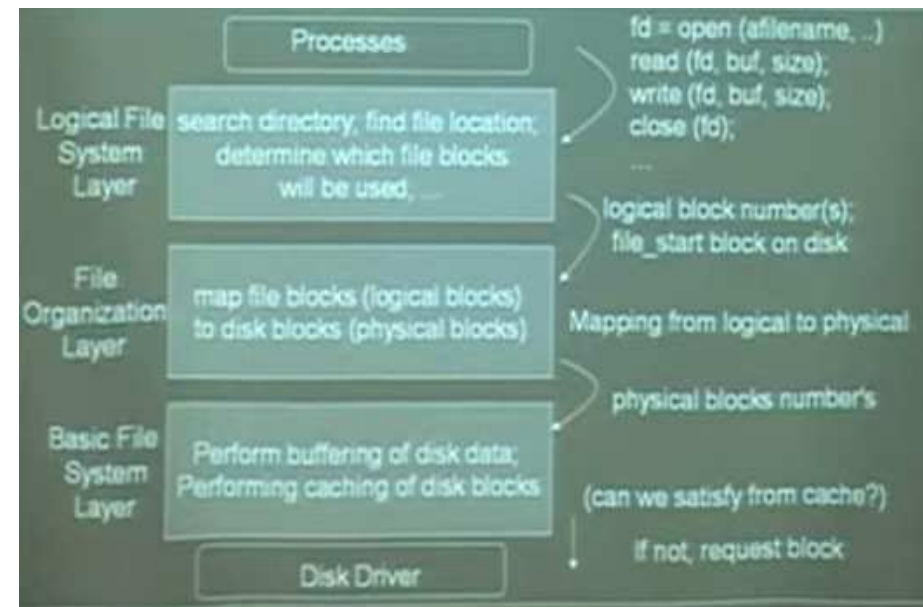 Processes
fd = open (afilename, ..)
read (fd, buf, size);
write (fd, buf, size);
close (fd);
...
Logical File
System
Layer
search directory; find file location;
determine which file blocks
will be used, ...
logical block number(s);
file_start block on disk
File
Organization
Layer
map file blocks (logical blocks)
to disk blocks (physical blocks)
Mapping from logical to physical
physical blocks number's
Basic File
System
Layer
Perform buffering of disk data;
Performing caching of disk blocks
(can we satisfy from cache?)
If not, request block
Disk Driver